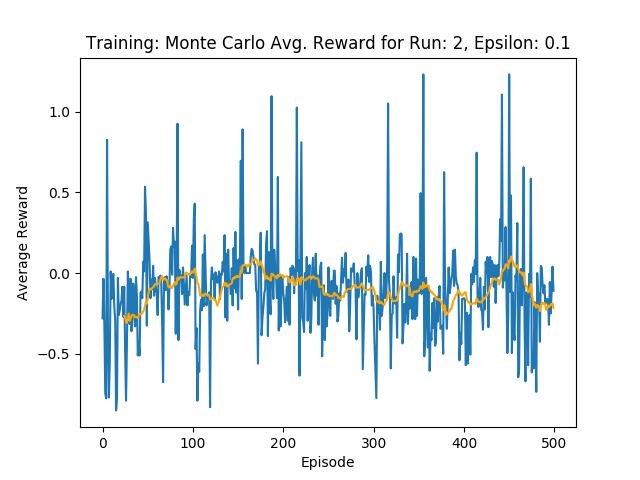 Training: Monte Carlo Avg. Reward for Run: 2, Epsilon: 0.1
1.0
0.5
0.0
−0.5
Average Reward
0 100 200 300 400 500
Episode